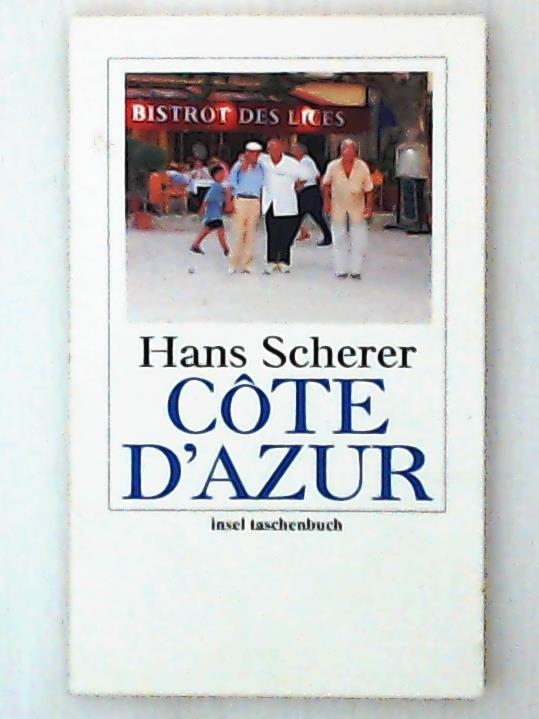 BISTROT DES LICES
Hans Scherer
CÔTE
D'AZUR
insel taschenbuch